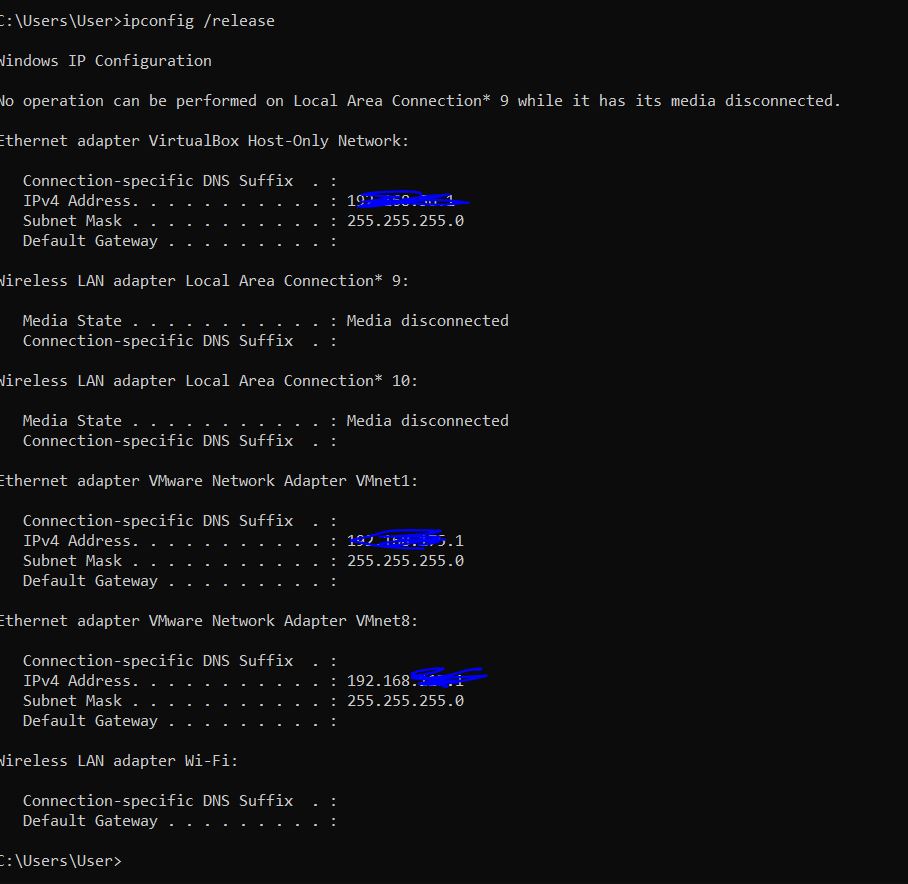 C:\Users\User>ipconfig /release
Windows IP Configuration
No operation can be performed on Local Area Connection* 9 while it has its media disconnected.
Ethernet adapter VirtualBox Host-Only Network:
Connection-specific DNS Suffix . :
IPv4 Address. . . . . . . . . . . :
Subnet Mask . . . . . . . . . . . : 255.255.255.0
Default Gateway . . . . . . . . . :
Wireless LAN adapter Local Area Connection* 9:
Media State . . . . . . . . . . . : Media disconnected
Connection-specific DNS Suffix . :
Wireless LAN adapter Local Area Connection* 10:
Media State . . . . . . . . . . . : Media disconnected
Connection-specific DNS Suffix . :
Ethernet adapter VMware Network Adapter VMnet1:
Connection-specific DNS Suffix . :
IPv4 Address. . . . . . . . . . . :
Subnet Mask . . . . . . . . . . . : 255.255.255.0
Default Gateway . . . . . . . . . :
Ethernet adapter VMware Network Adapter VMnet8:
Connection-specific DNS Suffix . :
IPv4 Address. . . . . . . . . . . : 192.168.
Subnet Mask . . . . . . . . . . . : 255.255.255.0
Default Gateway . . . . . . . . . :
Wireless LAN adapter Wi-Fi:
Connection-specific DNS Suffix . :
Default Gateway . . . . . . . . . :
C:\Users\User>